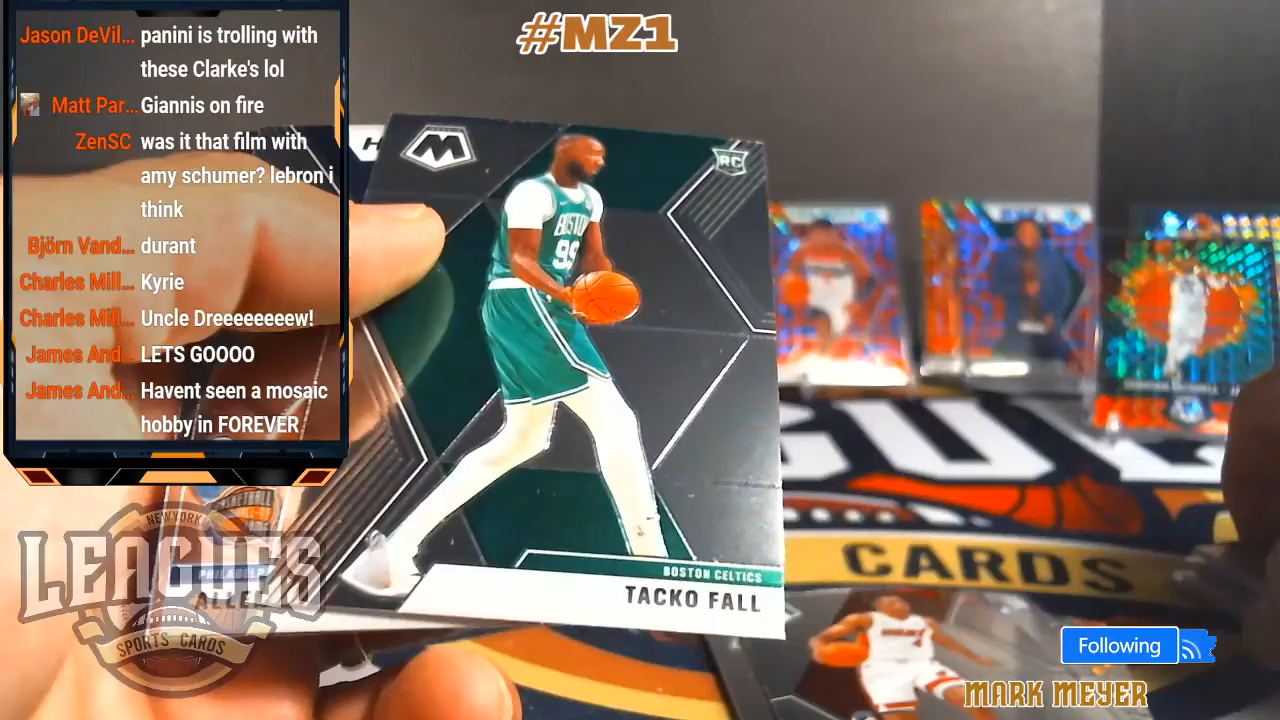 #MZ1
Jason DeVil... panini is trolling with
these Clarke's lol
Matt Par... Giannis on fire
ZenSC was it that film with
amy schumer? lebron i
think
Björn Vand... durant
Charles Mill... Kyrie
Charles Mill... Uncle Dreeeeeeew!
James And... LETS GOOOO
James And... Havent seen a mosaic
hobby in FOREVER
H
M
RC
BOSTON
99
BOSTON CELTICS
TACKO FALL
NEW YORK
LEAGUES
SPORTS CARDS
CARDS
Following
MARK MEYER